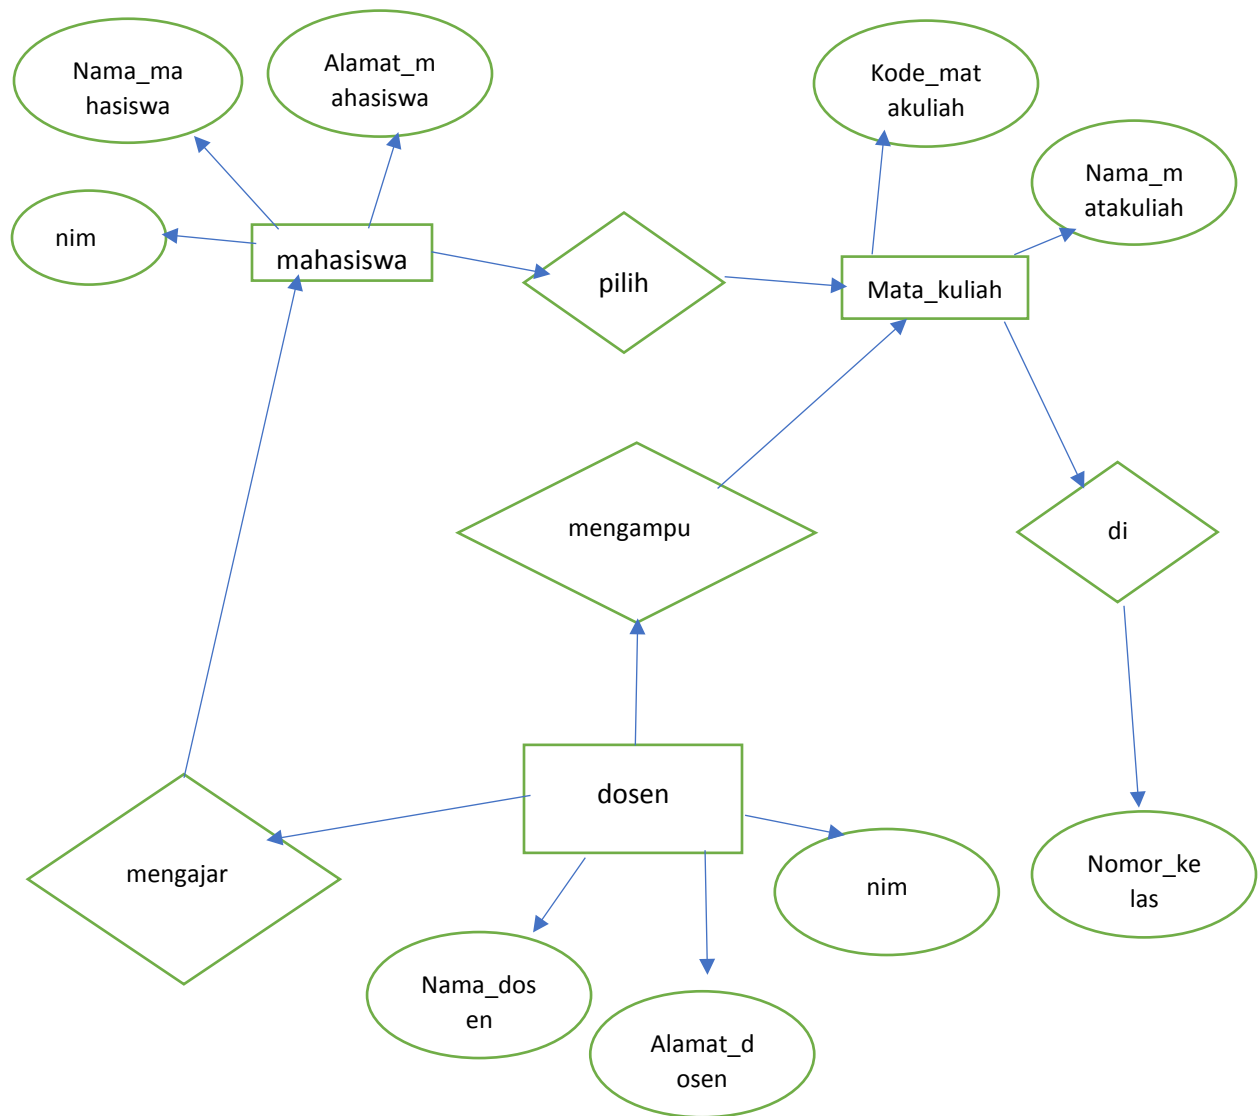 Nama_ma
hasiswa
Alamat_m
ahasiswa
Kode_mat
akuliah
Nama_m
atakuliah
nim
mahasiswa
pilih
Mata_kuliah
mengampu
di
dosen
mengajar
nim
Nomor_ke
las
Nama_dos
en
Alamat_d
osen